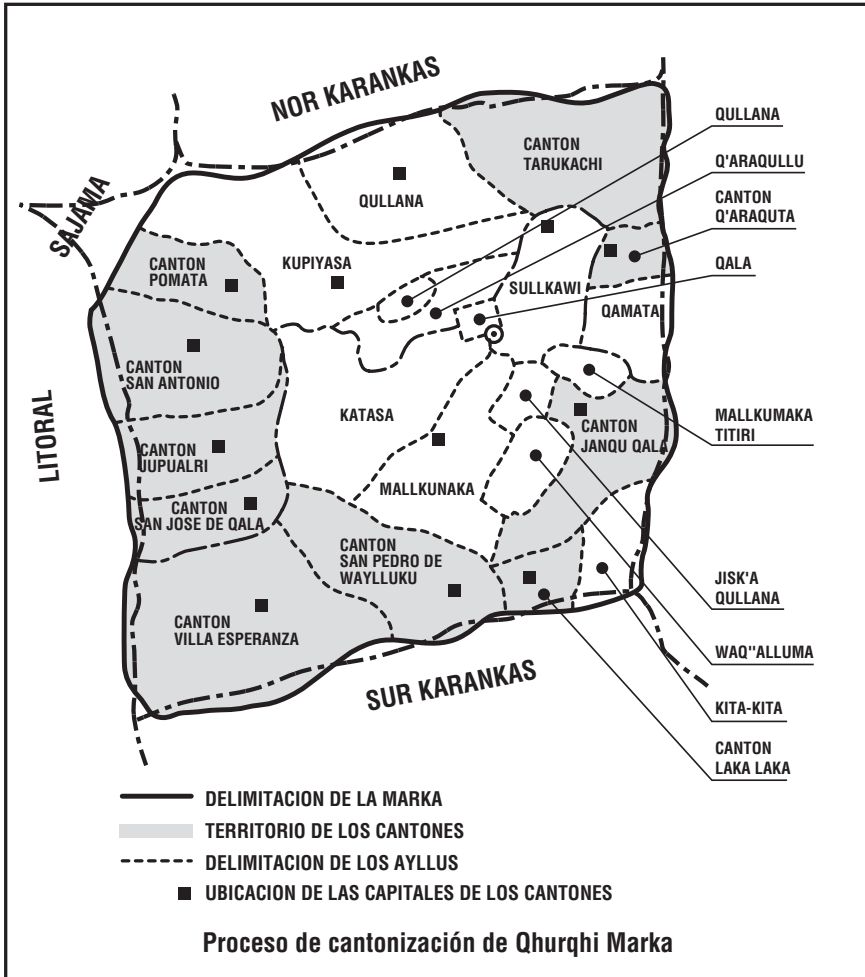 NOR KARANKAS
SAJAMA
LITORAL
SUR KARANKAS
CANTON
TARUKACHI
QULLANA
CANTON
POMATA
KUPIYASA
SULLKAWI
QAMATA
CANTON
SAN ANTONIO
KATASA
CANTON
JANQU QALA
CANTON
JUPUALRI
MALLKUNAKA
CANTON
SAN JOSE DE QALA
CANTON
SAN PEDRO DE
WAYLLUKU
CANTON
VILLA ESPERANZA
QULLANA
Q'ARAQULLU
CANTON
Q'ARAQUTA
QALA
MALLKUMAKA
TITIRI
JISK'A
QULLANA
WAQ"ALLUMA
KITA-KITA
CANTON
LAKA LAKA
DELIMITACION DE LA MARKA
TERRITORIO DE LOS CANTONES
DELIMITACION DE LOS AYLLUS
UBICACION DE LAS CAPITALES DE LOS CANTONES
Proceso de cantonización de Qhurqhi Marka